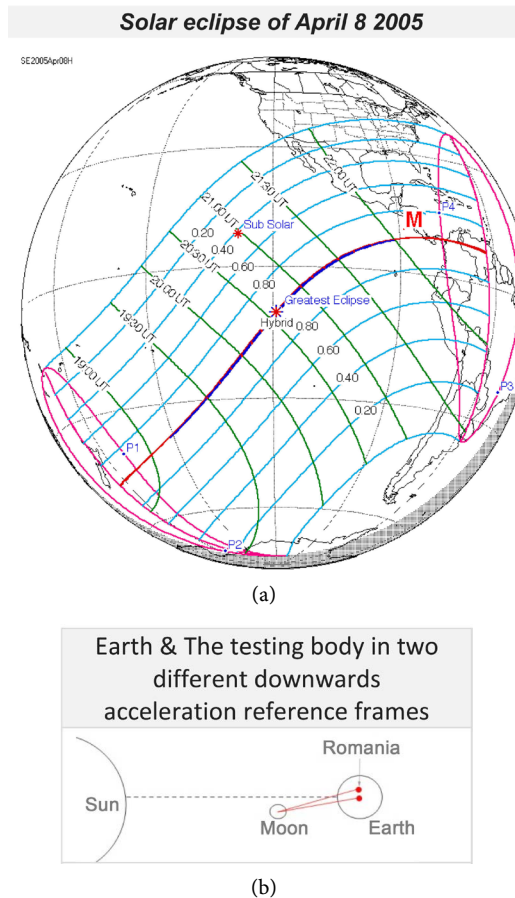 Solar eclipse of April 8 2005
SE2005Apr08H
22:00 UT
21:30 UT
21:00 UT
20:30 UT
20:00 UT
19:30 UT
19:00 UT
P4
M
Sub Solar
0.20
0.40
0.60
0.80
Greatest Eclipse
Hybrid
0.80
0.60
0.40
0.20
P3
P1
P2
(a)
Earth & The testing body in two
different downwards
acceleration reference frames
Romania
Sun
Moon
Earth
(b)